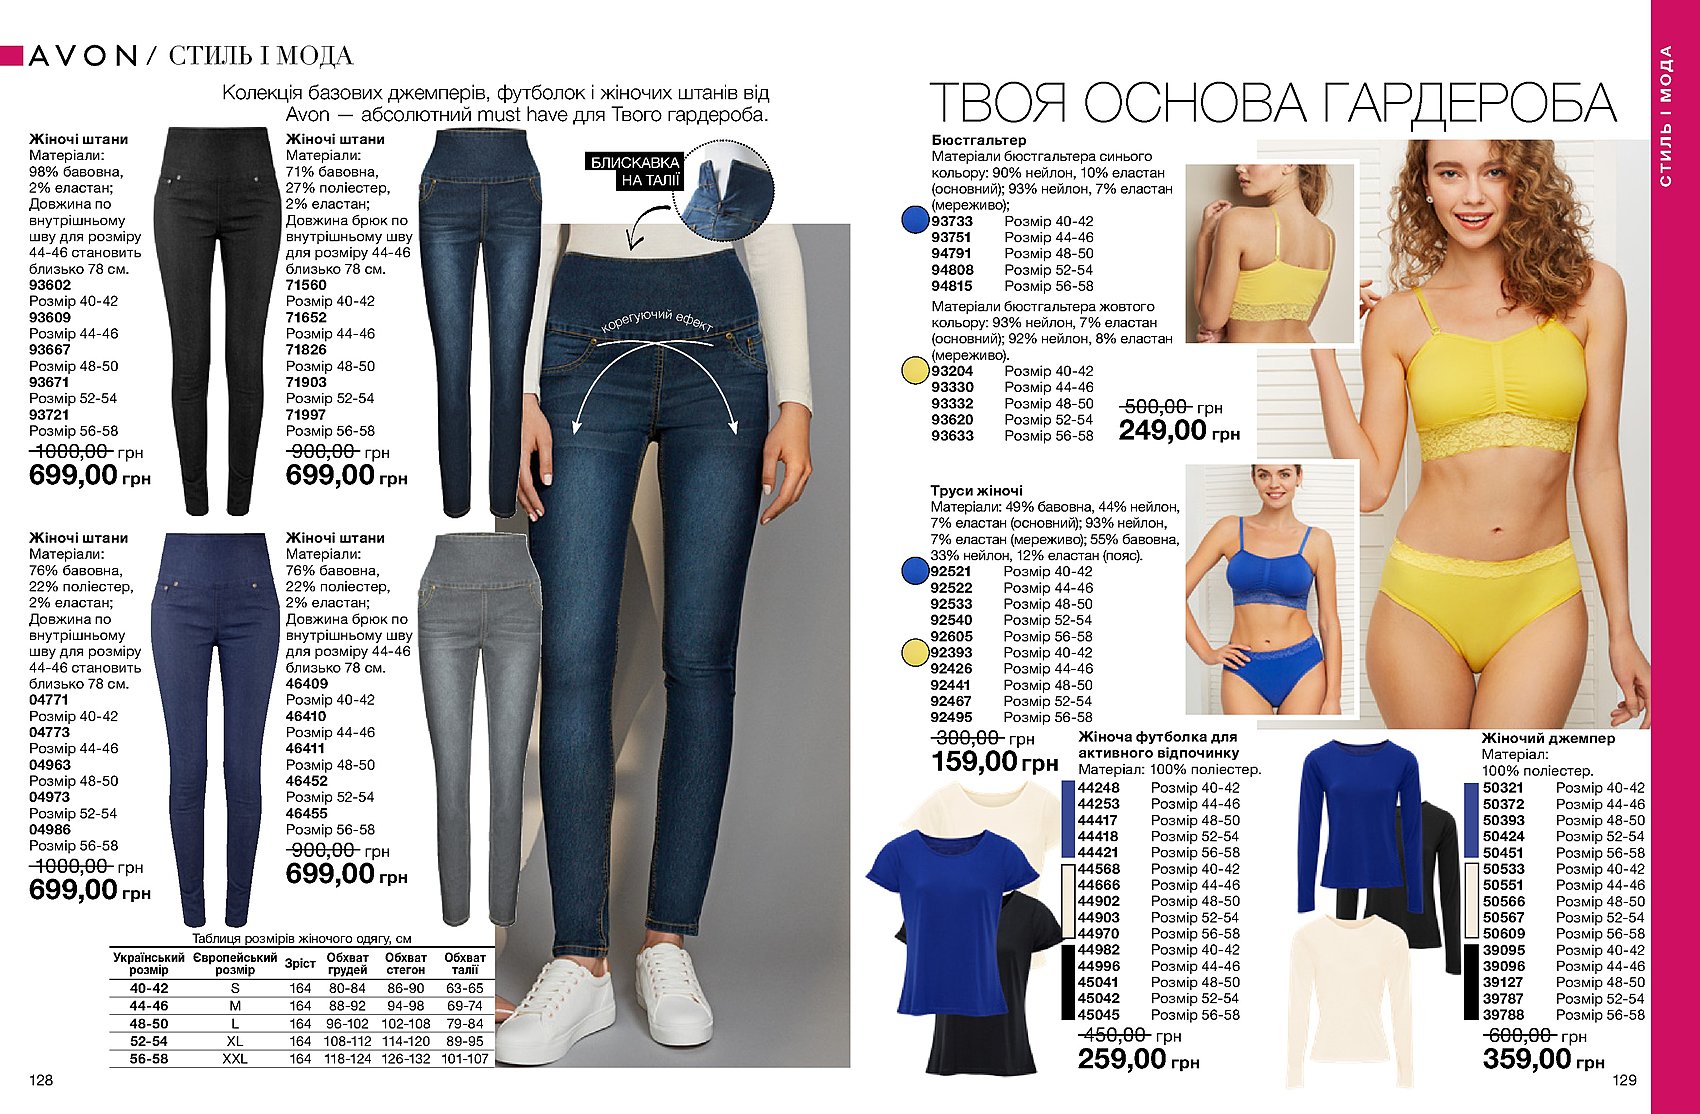 AVON / СТИЛЬ І МОДА
Колекція базових джемперів, футболок і жіночих штанів від
Avon — абсолютний must have для Твого гардероба.
Жіночі штани
Матеріали:
98% бавовна,
2% еластан;
Довжина по
внутрішньому
шву для розміру
44-46 становить
близько 78 см.
93602
Розмір 40-42
93609
Розмір 44-46
93667
Розмір 48-50
93671
Розмір 52-54
93721
Розмір 56-58
1000,00 грн
699,00 грн
Жіночі штани
Матеріали:
71% бавовна,
27% поліестер,
2% еластан;
Довжина брюк по
внутрішньому шву
для розміру 44-46
близько 78 см.
71560
Розмір 40-42
71652
Розмір 44-46
71826
Розмір 48-50
71903
Розмір 52-54
71997
Розмір 56-58
900,00 грн
699,00 грн
БЛИСКАВКА
НА ТАЛІЇ
корегуючий ефект
Жіночі штани
Матеріали:
76% бавовна,
22% поліестер,
2% еластан;
Довжина по
внутрішньому
шву для розміру
44-46 становить
близько 78 см.
04771
Розмір 40-42
04773
Розмір 44-46
04963
Розмір 48-50
04973
Розмір 52-54
04986
Розмір 56-58
1000,00 грн
699,00 грн
Жіночі штани
Матеріали:
76% бавовна,
22% поліестер,
2% еластан;
Довжина брюк по
внутрішньому шву
для розміру 44-46
близько 78 см.
46409
Розмір 40-42
46410
Розмір 44-46
46411
Розмір 48-50
46452
Розмір 52-54
46455
Розмір 56-58
900,00 грн
699,00 грн
Таблиця розмірів жіночого одягу, см
Український розмір Європейський розмір Зріст Обхват грудей Обхват стегон Обхват талії
40-42 S 164 80-84 86-90 63-65
44-46 M 164 88-92 94-98 69-74
48-50 L 164 96-102 102-108 79-84
52-54 XL 164 108-112 114-120 89-95
56-58 XXL 164 118-124 126-132 101-107
128
ТВОЯ ОСНОВА ГАРДЕРОБА
СТИЛЬ І МОДА
Бюстгальтер
Матеріали бюстгальтера синього
кольору: 90% нейлон, 10% еластан
(основний); 93% нейлон, 7% еластан
(мереживо);
93733 Розмір 40-42
93751 Розмір 44-46
94791 Розмір 48-50
94808 Розмір 52-54
94815 Розмір 56-58
Матеріали бюстгальтера жовтого
кольору: 93% нейлон, 7% еластан
(основний); 92% нейлон, 8% еластан
(мереживо).
93204 Розмір 40-42
93330 Розмір 44-46
93332 Розмір 48-50
93620 Розмір 52-54
93633 Розмір 56-58
500,00 грн
249,00 грн
Труси жіночі
Матеріали: 49% бавовна, 44% нейлон,
7% еластан (основний); 93% нейлон,
7% еластан (мереживо); 55% бавовна,
33% нейлон, 12% еластан (пояс).
92521 Розмір 40-42
92522 Розмір 44-46
92533 Розмір 48-50
92540 Розмір 52-54
92605 Розмір 56-58
92393 Розмір 40-42
92426 Розмір 44-46
92441 Розмір 48-50
92467 Розмір 52-54
92495 Розмір 56-58
300,00 грн
159,00 грн
Жіноча футболка для
активного відпочинку
Матеріал: 100% поліестер.
44248 Розмір 40-42
44253 Розмір 44-46
44417 Розмір 48-50
44418 Розмір 52-54
44421 Розмір 56-58
44568 Розмір 40-42
44666 Розмір 44-46
44902 Розмір 48-50
44903 Розмір 52-54
44970 Розмір 56-58
44982 Розмір 40-42
44996 Розмір 44-46
45041 Розмір 48-50
45042 Розмір 52-54
45045 Розмір 56-58
450,00 грн
259,00 грн
Жіночий джемпер
Матеріал:
100% поліестер.
50321 Розмір 40-42
50372 Розмір 44-46
50393 Розмір 48-50
50424 Розмір 52-54
50451 Розмір 56-58
50533 Розмір 40-42
50551 Розмір 44-46
50566 Розмір 48-50
50567 Розмір 52-54
50609 Розмір 56-58
39095 Розмір 40-42
39096 Розмір 44-46
39127 Розмір 48-50
39787 Розмір 52-54
39788 Розмір 56-58
600,00 грн
359,00 грн
129